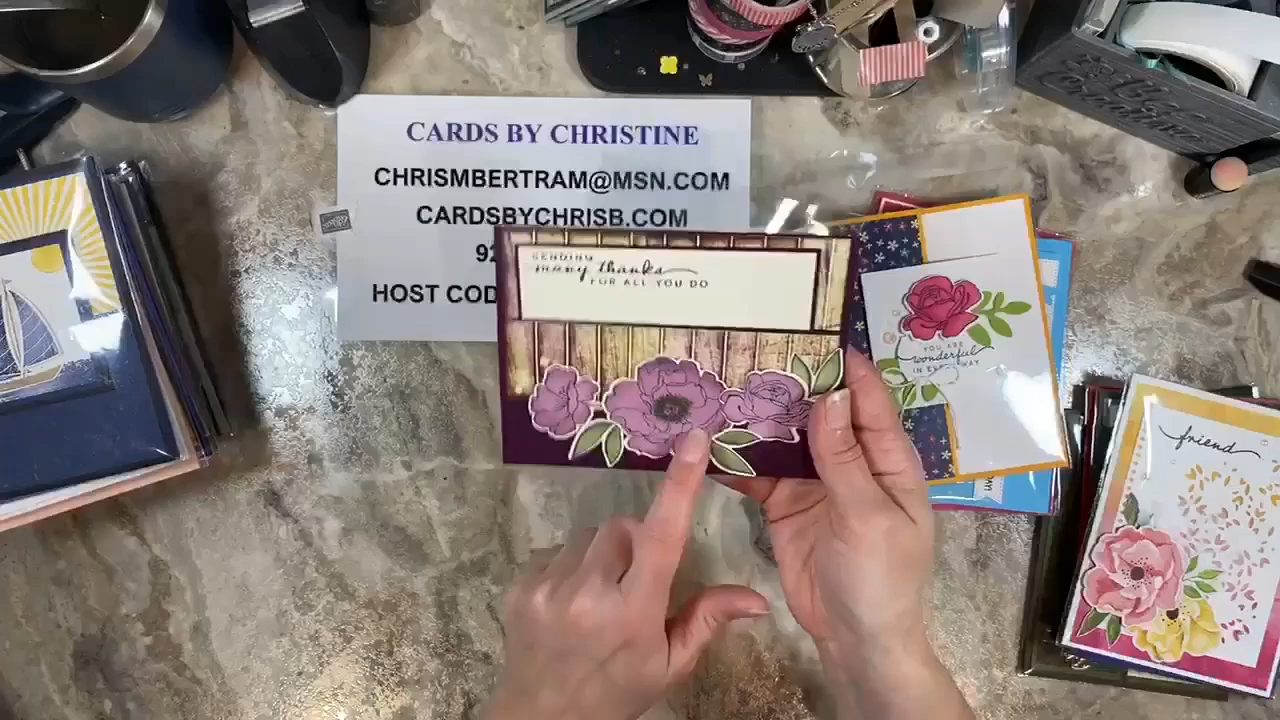 CARDS BY CHRISTINE
CHRISMBERTRAM@MSN.COM
CARDSBYCHRISB.COM
92
HOST COD
SENDING
many thanks
FOR ALL YOU DO
YOU ARE
wonderful
IN EVERY WAY
friend